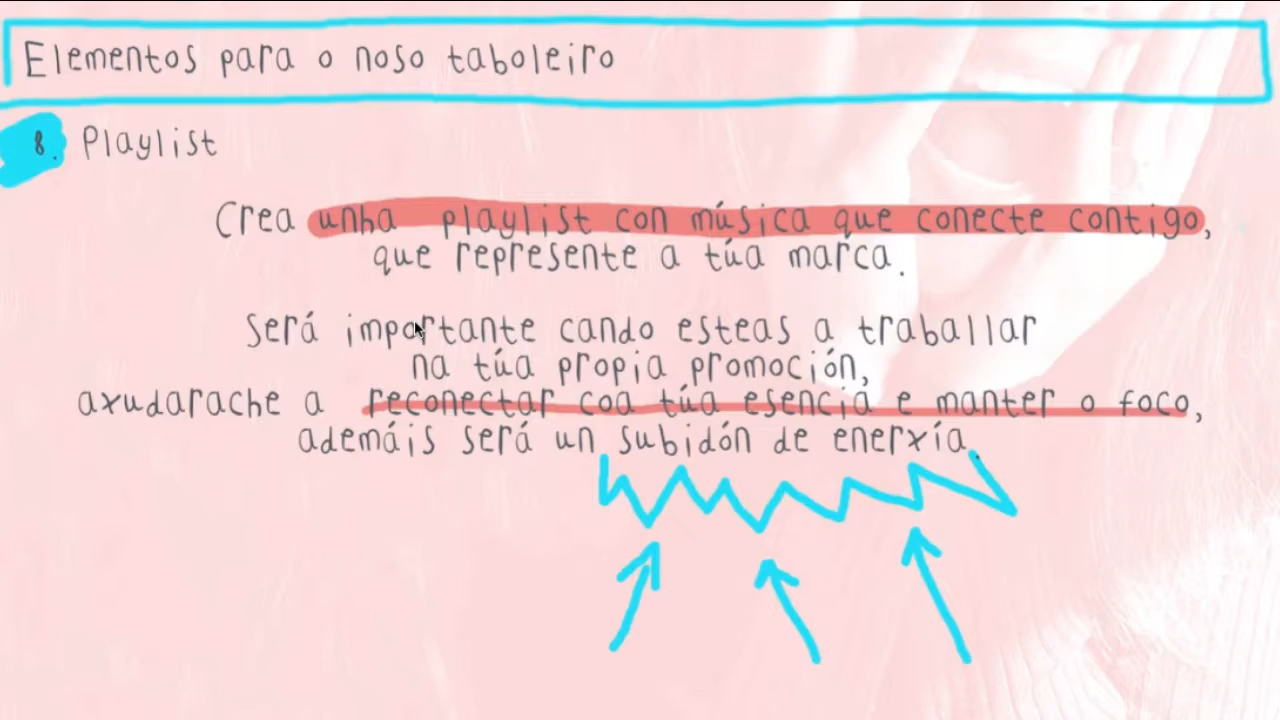 Elementos para o noso taboleiro
8. Playlist
Crea unha playlist con música que conecte contigo,
que represente a túa marca.
Será importante cando esteas a traballar
na túa propia promoción,
axudarache a reconectar coa túa esencia e manter o foco,
ademáis será un subidón de enerxía.